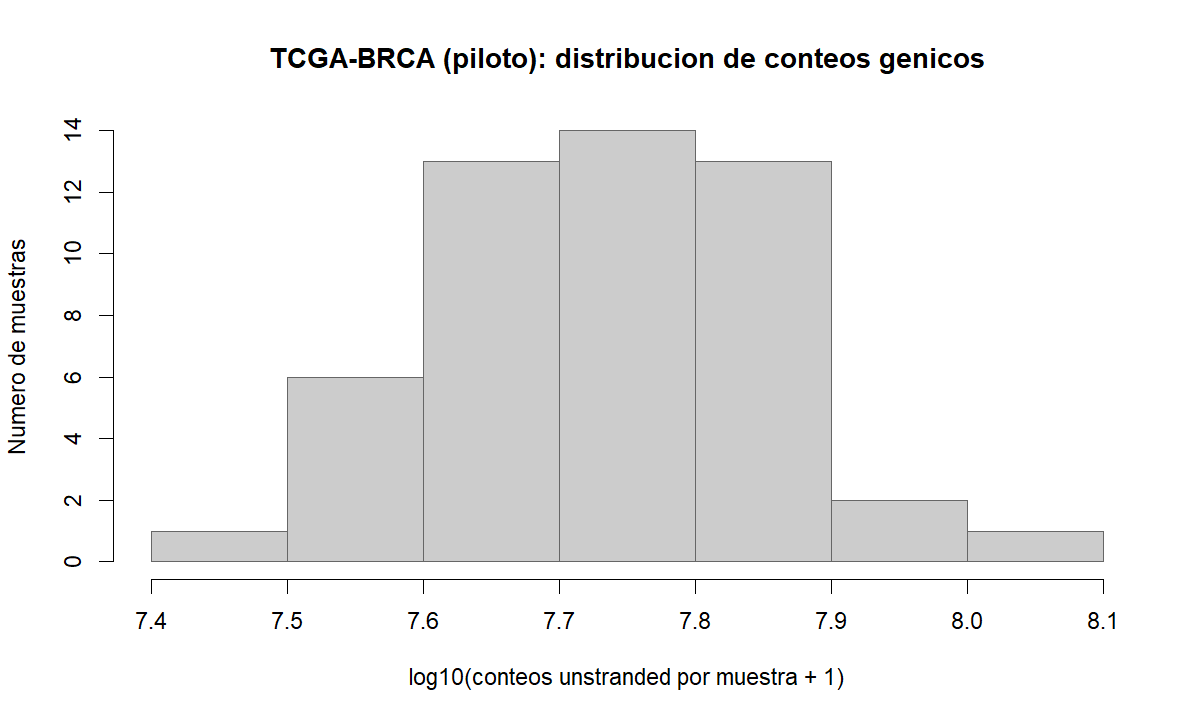 TCGA-BRCA (piloto): distribucion de conteos genicos
Numero de muestras
14
12
10
8
6
4
2
0
7.4 7.5 7.6 7.7 7.8 7.9 8.0 8.1
log10(conteos unstranded por muestra + 1)